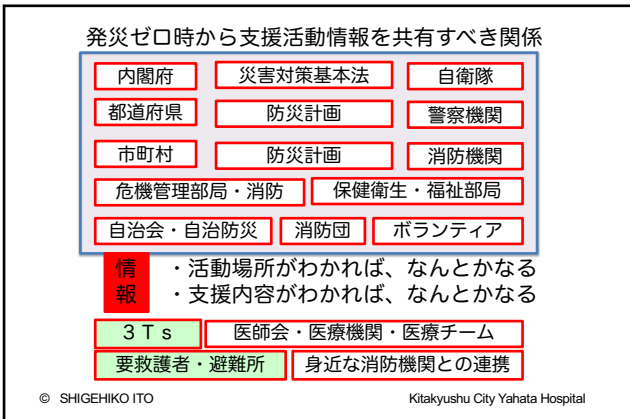 発災ゼロ時から支援活動情報を共有すべき関係
内閣府 災害対策基本法 自衛隊
都道府県 防災計画 警察機関
市町村 防災計画 消防機関
危機管理部局・消防 保健衛生・福祉部局
自治会・自治防災 消防団 ボランティア
情報
・活動場所がわかれば、なんとかなる
・支援内容がわかれば、なんとかなる
３Ｔｓ 医師会・医療機関・医療チーム
要救護者・避難所 身近な消防機関との連携
© SHIGEHIKO ITO Kitakyushu City Yahata Hospital